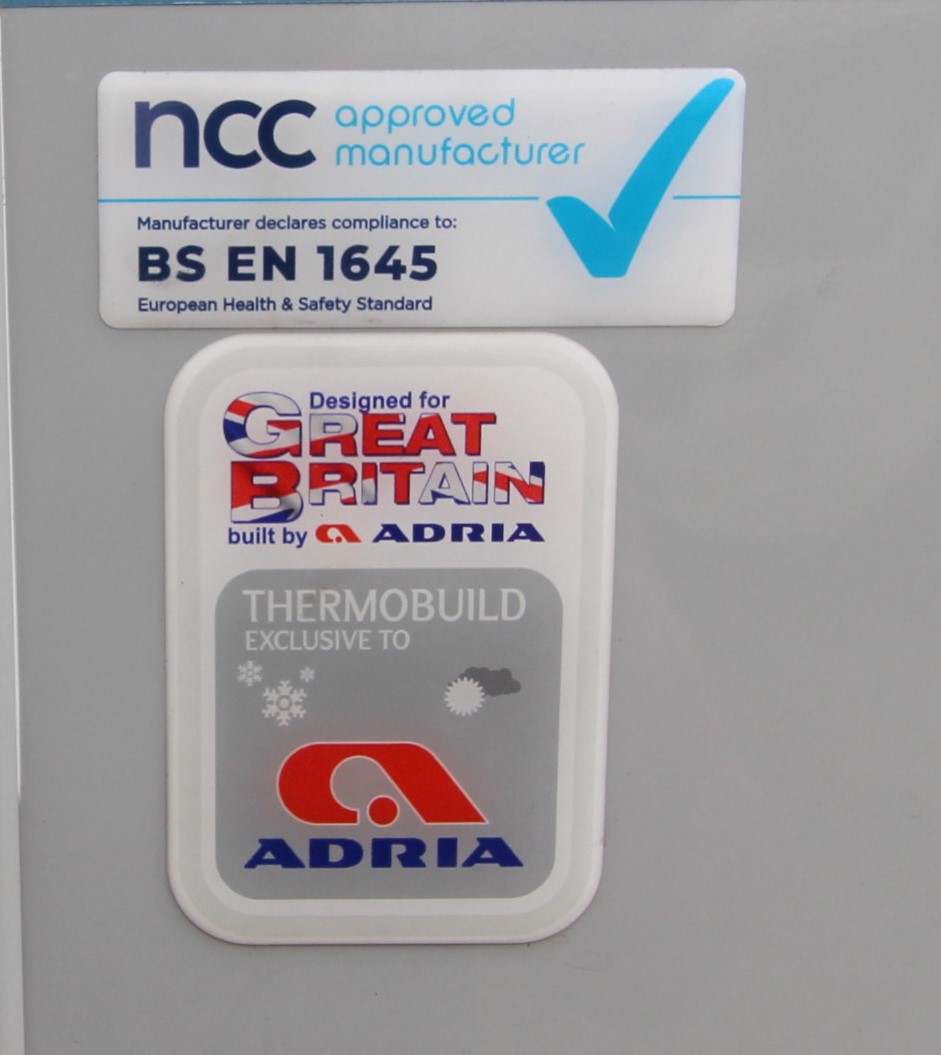 ncc approved
manufacturer
Manufacturer declares compliance to:
BS EN 1645
European Health & Safety Standard
Designed for
GREAT
BRITAIN
built by ADRIA
THERMOBUILD
EXCLUSIVE TO
ADRIA